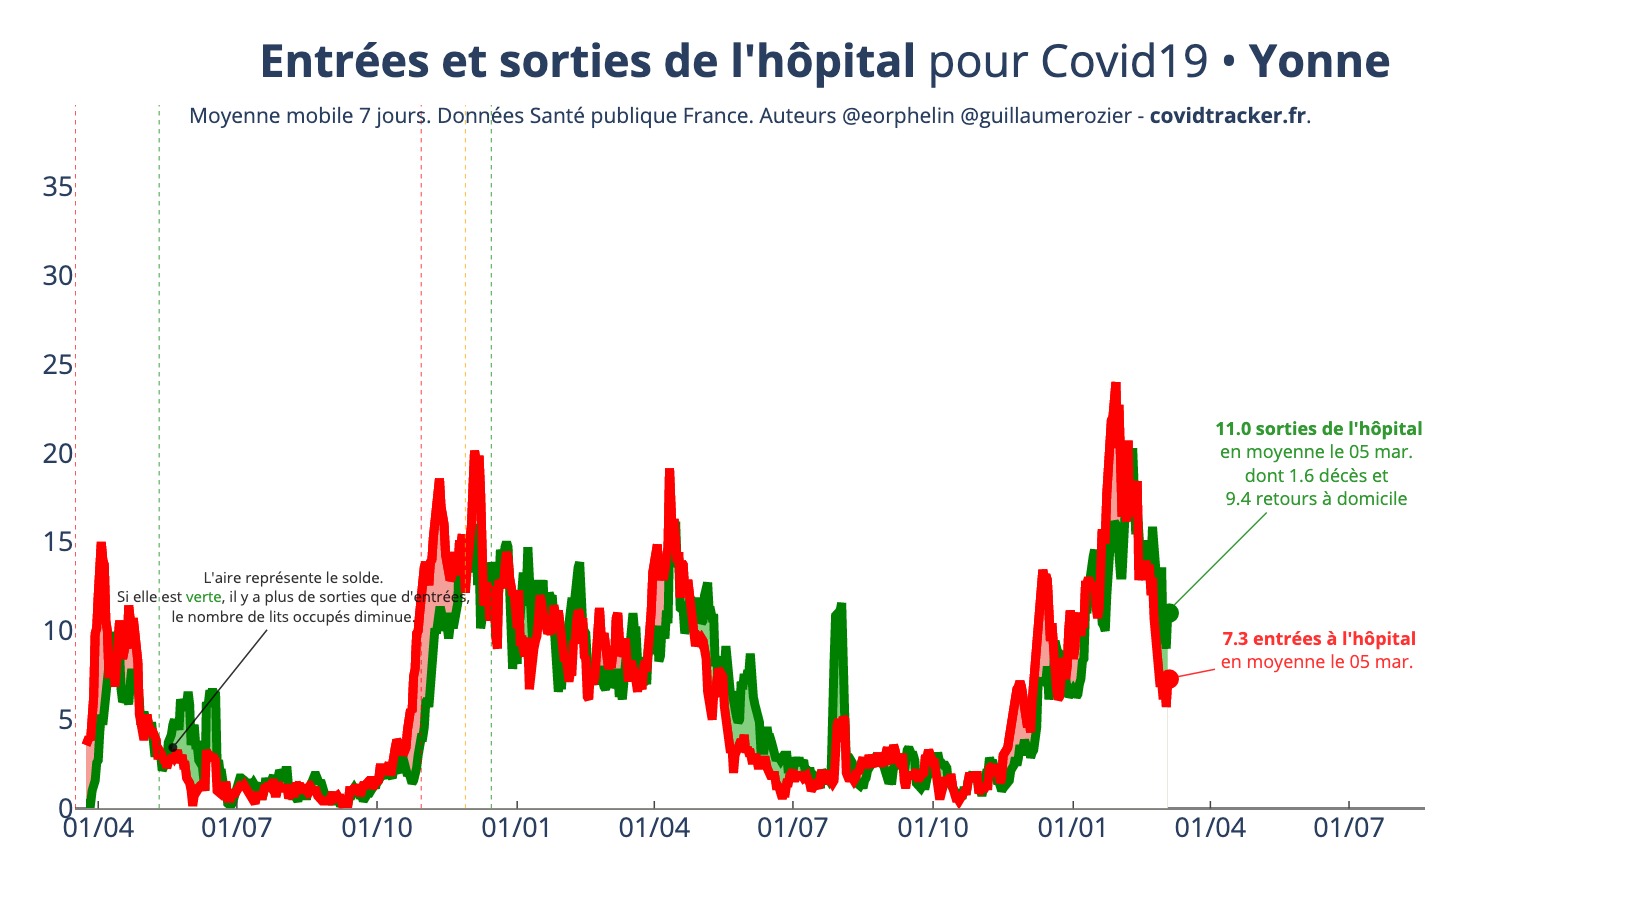 Entrées et sorties de l'hôpital pour Covid19 • Yonne
Moyenne mobile 7 jours. Données Santé publique France. Auteurs @eorphelin @guillaumerozier - covidtracker.fr.
35
30
25
20
15
10
5
0
L'aire représente le solde.
Si elle est verte, il y a plus de sorties que d'entrées,
le nombre de lits occupés diminue.
11.0 sorties de l'hôpital
en moyenne le 05 mar.
dont 1.6 décès et
9.4 retours à domicile
7.3 entrées à l'hôpital
en moyenne le 05 mar.
01/04 01/07 01/10 01/01 01/04 01/07 01/10 01/01 01/04 01/07